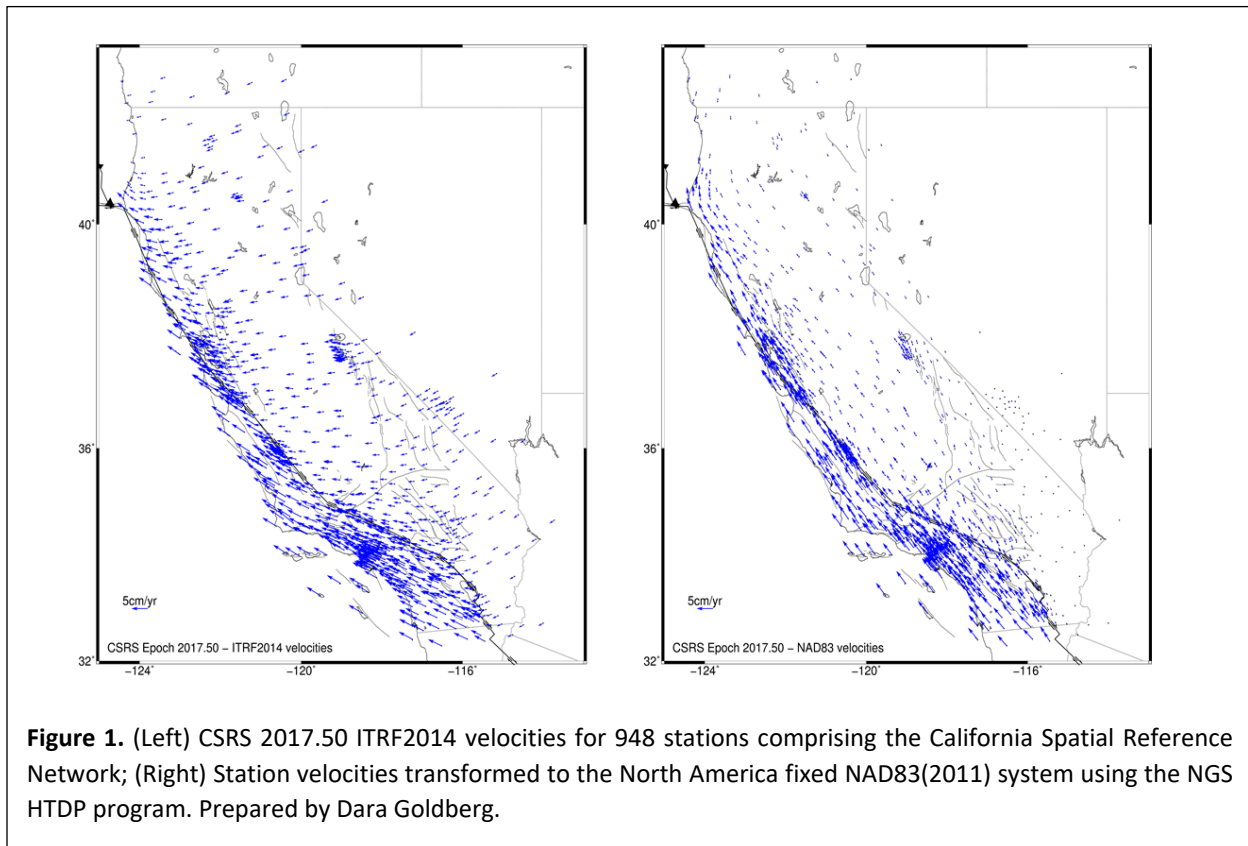 40°
36°
32°
−124°
−120°
−116°
5cm/yr
CSRS Epoch 2017.50 − ITRF2014 velocities
40°
36°
32°
−124°
−120°
−116°
5cm/yr
CSRS Epoch 2017.50 − NAD83 velocities
Figure 1. (Left) CSRS 2017.50 ITRF2014 velocities for 948 stations comprising the California Spatial Reference
Network; (Right) Station velocities transformed to the North America fixed NAD83(2011) system using the NGS
HTDP program. Prepared by Dara Goldberg.